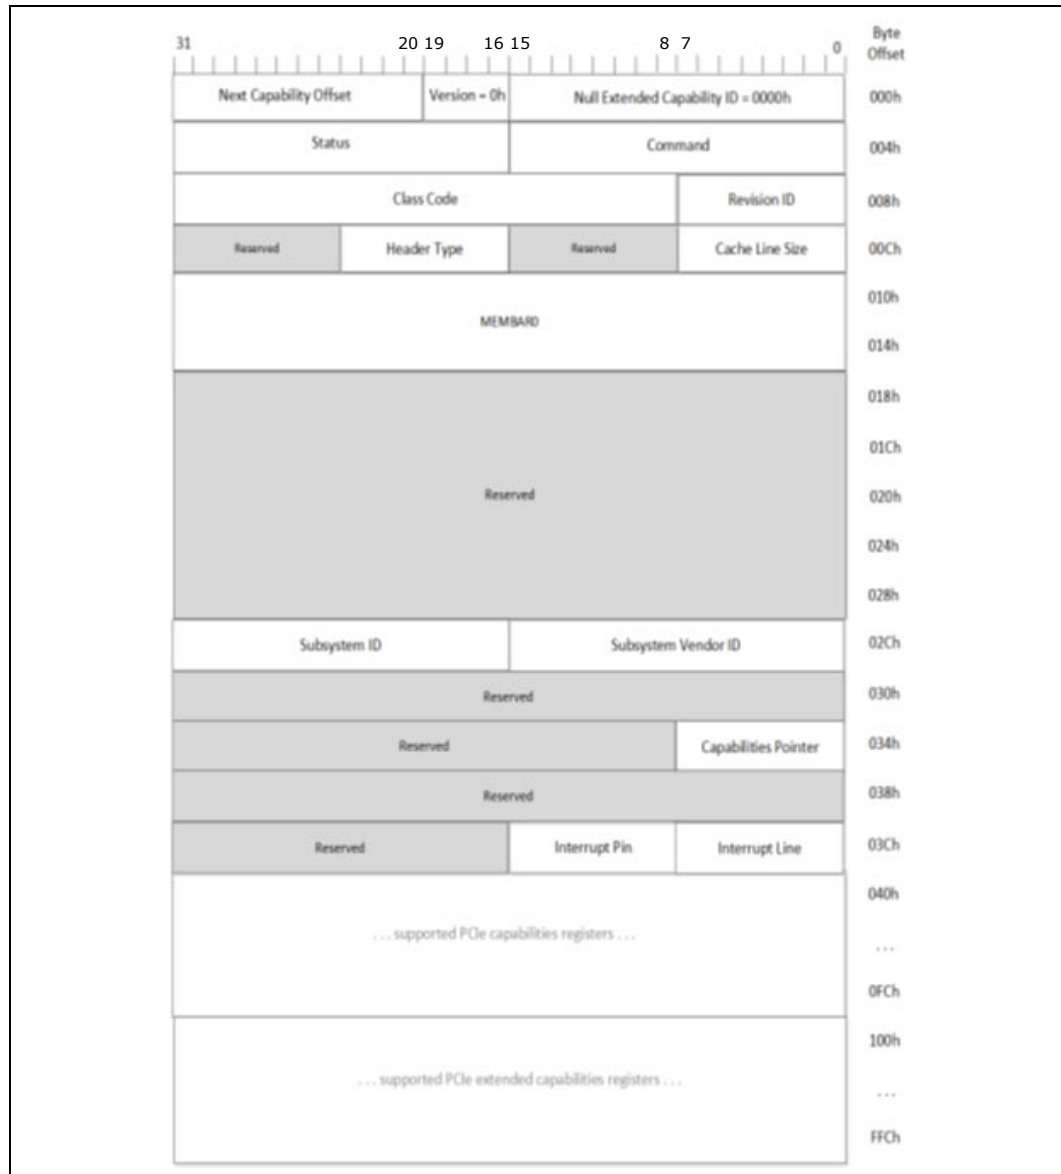 31 20 19 16 15 8 7 0 Byte
Offset
Next Capability Offset Version = 0h Null Extended Capability ID = 0000h 000h
Status Command 004h
Class Code Revision ID 008h
Reserved Header Type Reserved Cache Line Size 00Ch
010h
MEMBAR0
014h
018h
01Ch
Reserved 020h
024h
028h
Subsystem ID Subsystem Vendor ID 02Ch
Reserved 030h
Reserved Capabilities Pointer 034h
Reserved 038h
Reserved Interrupt Pin Interrupt Line 03Ch
040h
. . . supported PCIe capabilities registers . . .
. . .
0FCh
100h
. . . supported PCIe extended capabilities registers . . .
. . .
FFCh